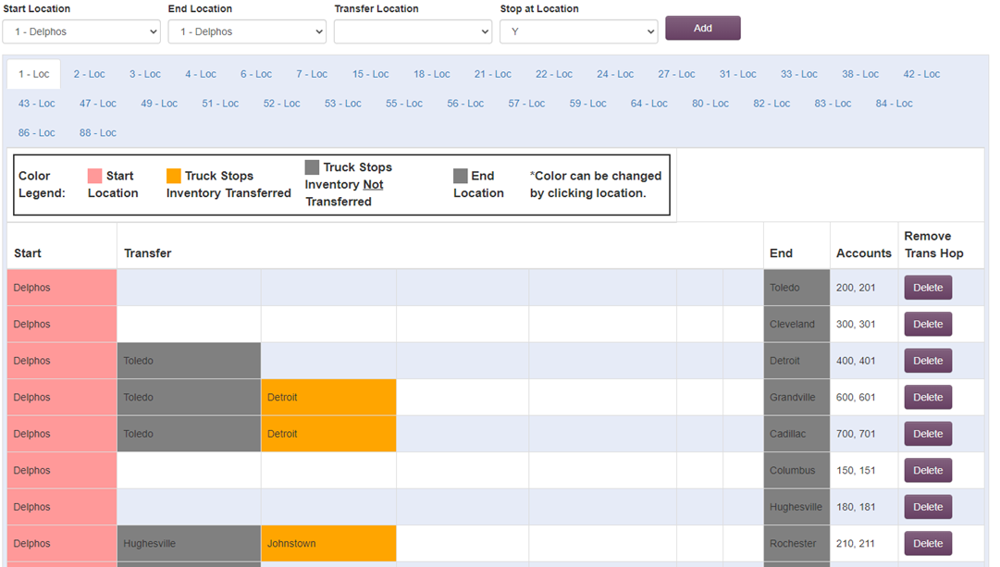 Start Location End Location Transfer Location Stop at Location
1 - Delphos 1 - Delphos Y Add
1 - Loc 2 - Loc 3 - Loc 4 - Loc 6 - Loc 7 - Loc 15 - Loc 18 - Loc 21 - Loc 22 - Loc 24 - Loc 27 - Loc 31 - Loc 33 - Loc 38 - Loc 42 - Loc
43 - Loc 47 - Loc 49 - Loc 51 - Loc 52 - Loc 53 - Loc 55 - Loc 56 - Loc 57 - Loc 59 - Loc 64 - Loc 80 - Loc 82 - Loc 83 - Loc 84 - Loc
86 - Loc 88 - Loc
Color
Legend:
Start
Location
Truck Stops
Inventory Transferred
Truck Stops
Inventory Not
Transferred
End
Location
*Color can be changed
by clicking location.
Start Transfer End Accounts Remove
Trans Hop
Delphos Toledo 200, 201 Delete
Delphos Cleveland 300, 301 Delete
Delphos Toledo Detroit 400, 401 Delete
Delphos Toledo Detroit Grandville 600, 601 Delete
Delphos Toledo Detroit Cadillac 700, 701 Delete
Delphos Columbus 150, 151 Delete
Delphos Hughesville 180, 181 Delete
Delphos Hughesville Johnstown Rochester 210, 211 Delete